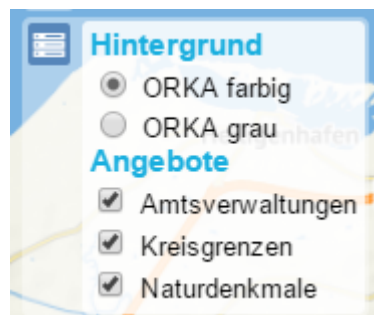 Hintergrund
ORKA farbig
ORKA grau
Angebote
Amtsverwaltungen
Kreisgrenzen
Naturdenkmale